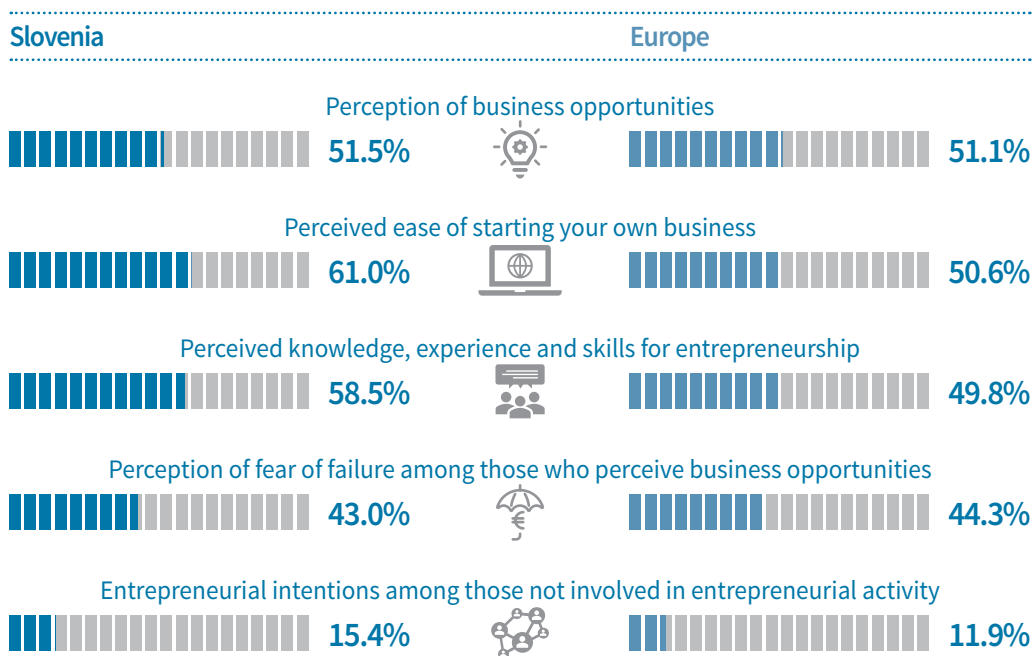 Slovenia
Europe
Perception of business opportunities
51.5%
51.1%
Perceived ease of starting your own business
61.0%
50.6%
Perceived knowledge, experience and skills for entrepreneurship
58.5%
49.8%
Perception of fear of failure among those who perceive business opportunities
43.0%
€
44.3%
Entrepreneurial intentions among those not involved in entrepreneurial activity
15.4%
11.9%